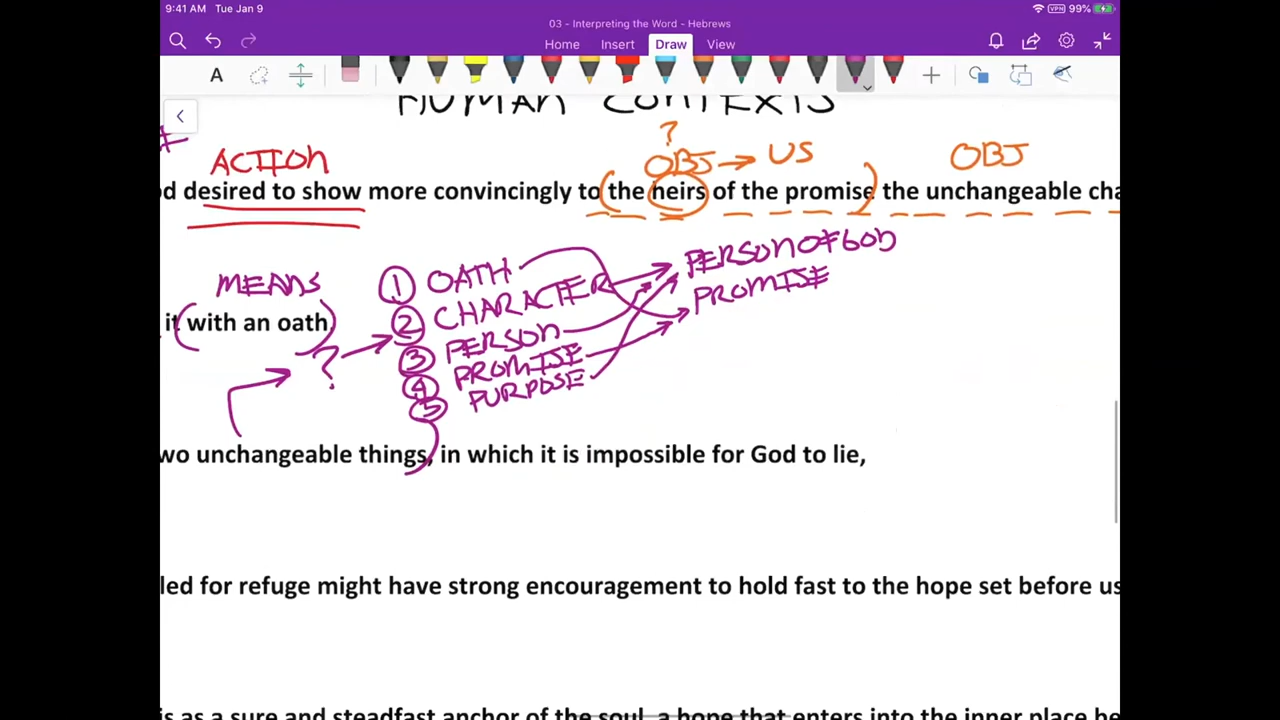 9:41 AM Tue Jan 9
VPN 99%
03 - Interpreting the Word - Hebrews
Home Insert Draw View
A
HUMAN CONTEXTS
?
ACTION OBJ → US OBJ
od desired to show more convincingly to (the heirs of the promise) the unchangeable cha
MEANS
1 OATH PERSON OF GOD
2 CHARACTER PROMISE
it (with an oath)
3 PERSON
?
4 PROMISE
5 PURPOSE
wo unchangeable things, in which it is impossible for God to lie,
led for refuge might have strong encouragement to hold fast to the hope set before us
is as a sure and steadfast anchor of the soul, a hope that enters into the inner place be